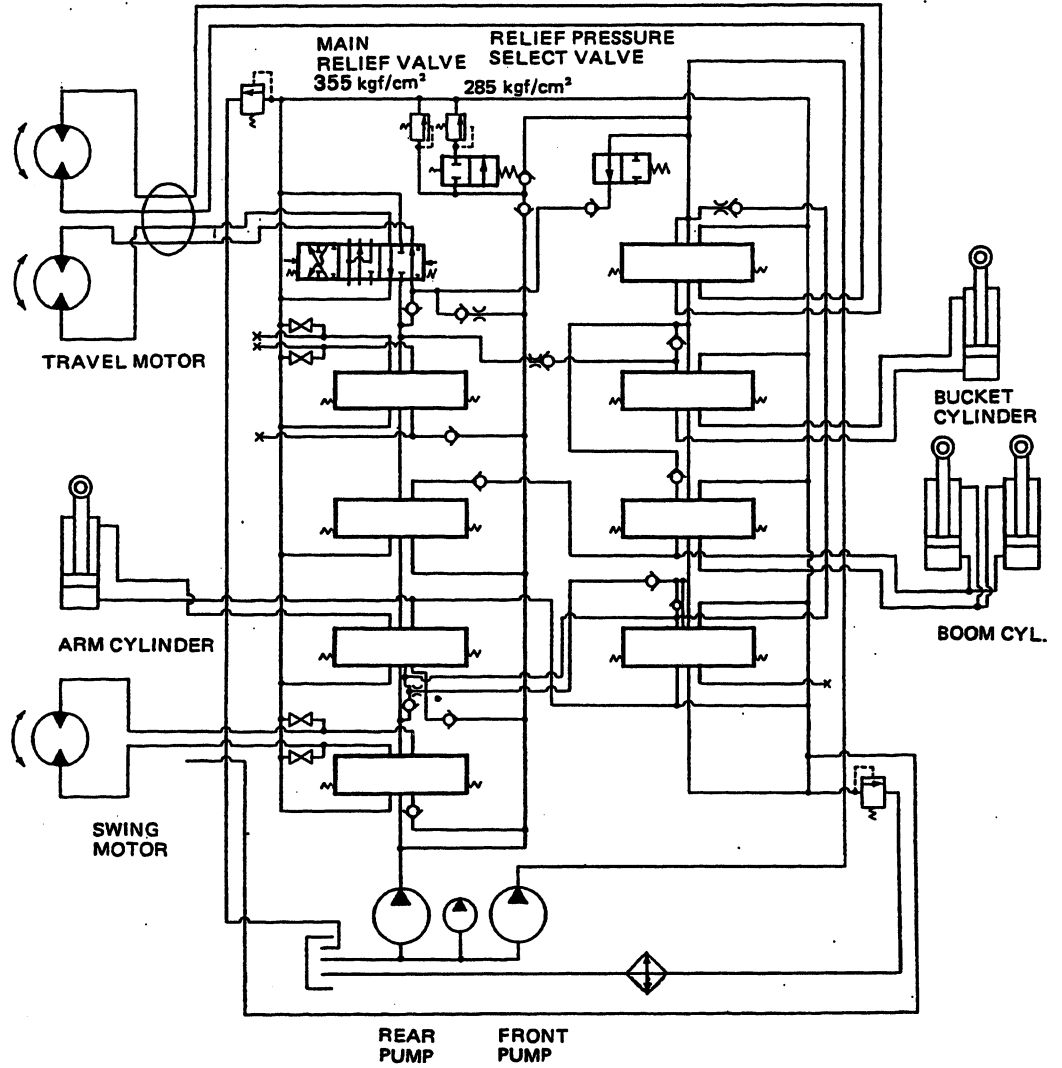 MAIN
RELIEF VALVE
355 kgf/cm²
RELIEF PRESSURE
SELECT VALVE
285 kgf/cm²
TRAVEL MOTOR
BUCKET
CYLINDER
ARM CYLINDER
BOOM CYL.
SWING
MOTOR
REAR
PUMP
FRONT
PUMP